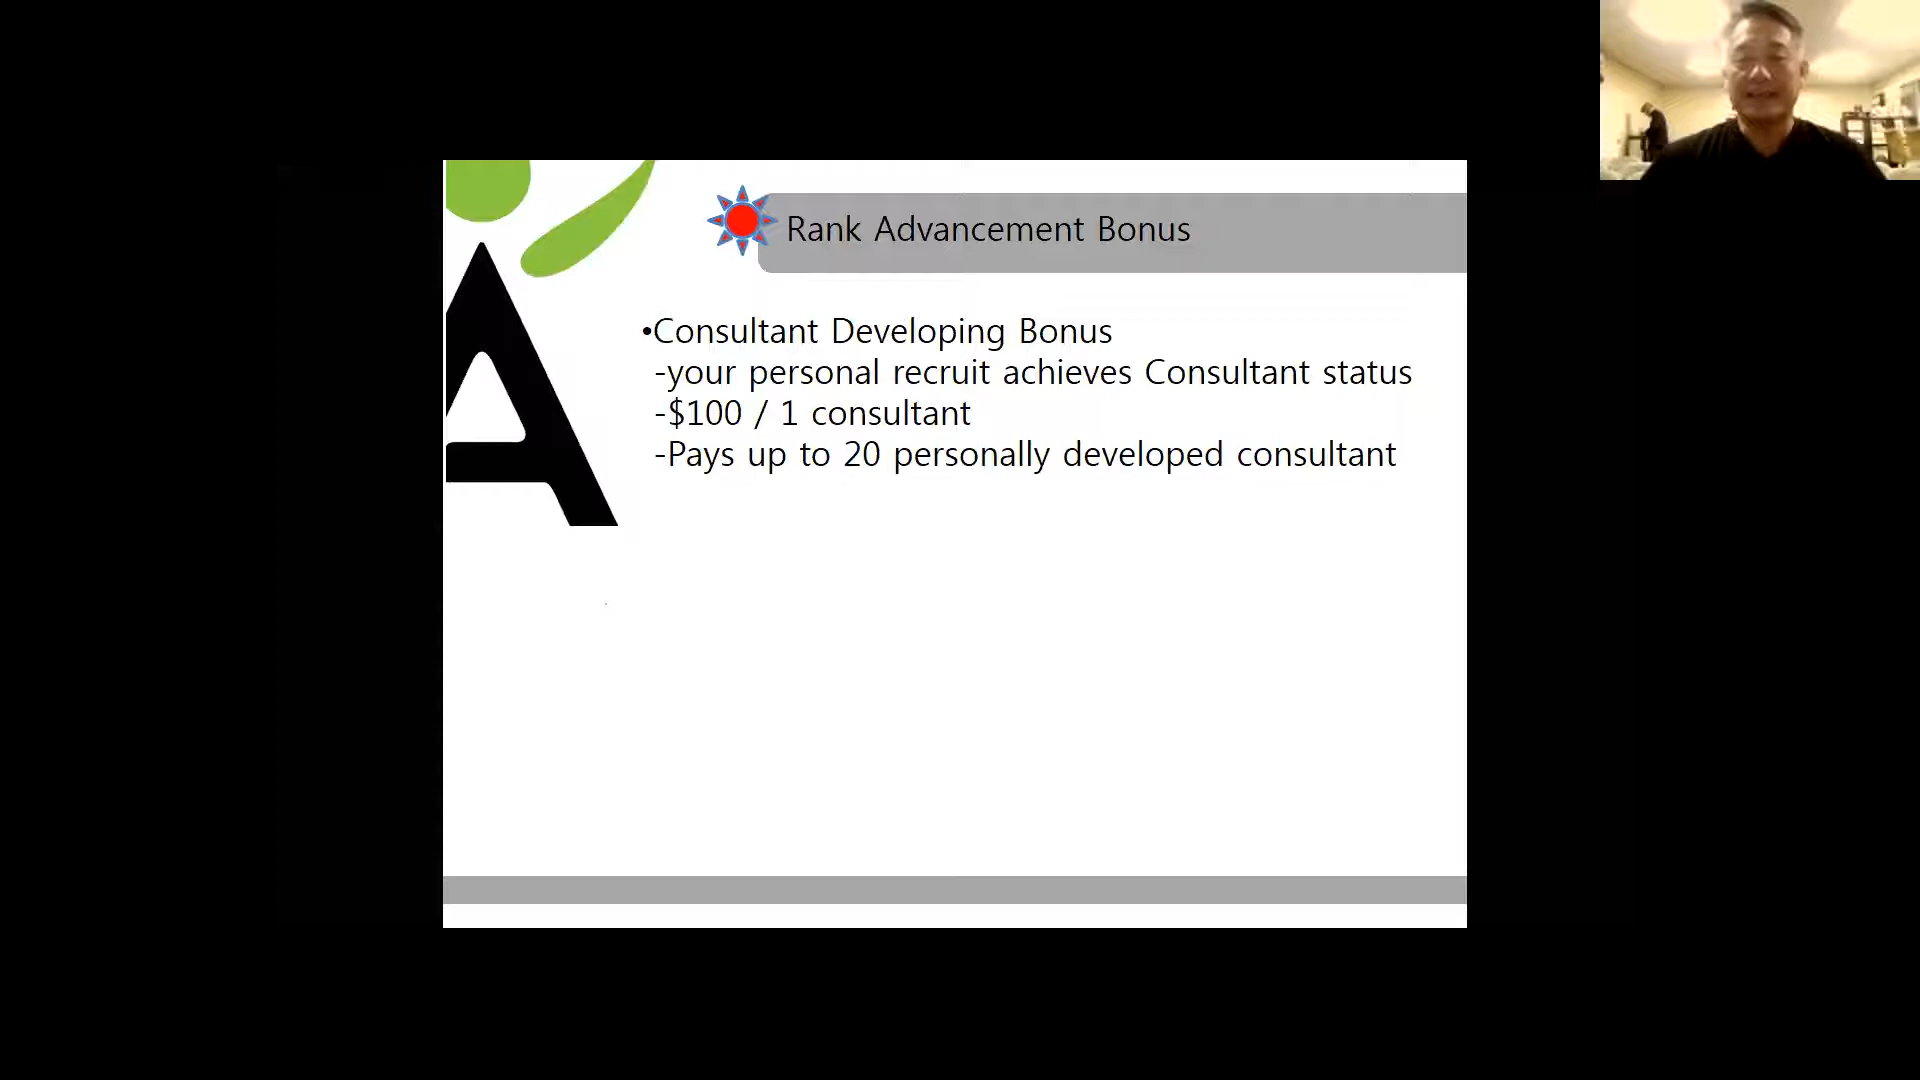 Rank Advancement Bonus
•Consultant Developing Bonus
-your personal recruit achieves Consultant status
-$100 / 1 consultant
-Pays up to 20 personally developed consultant